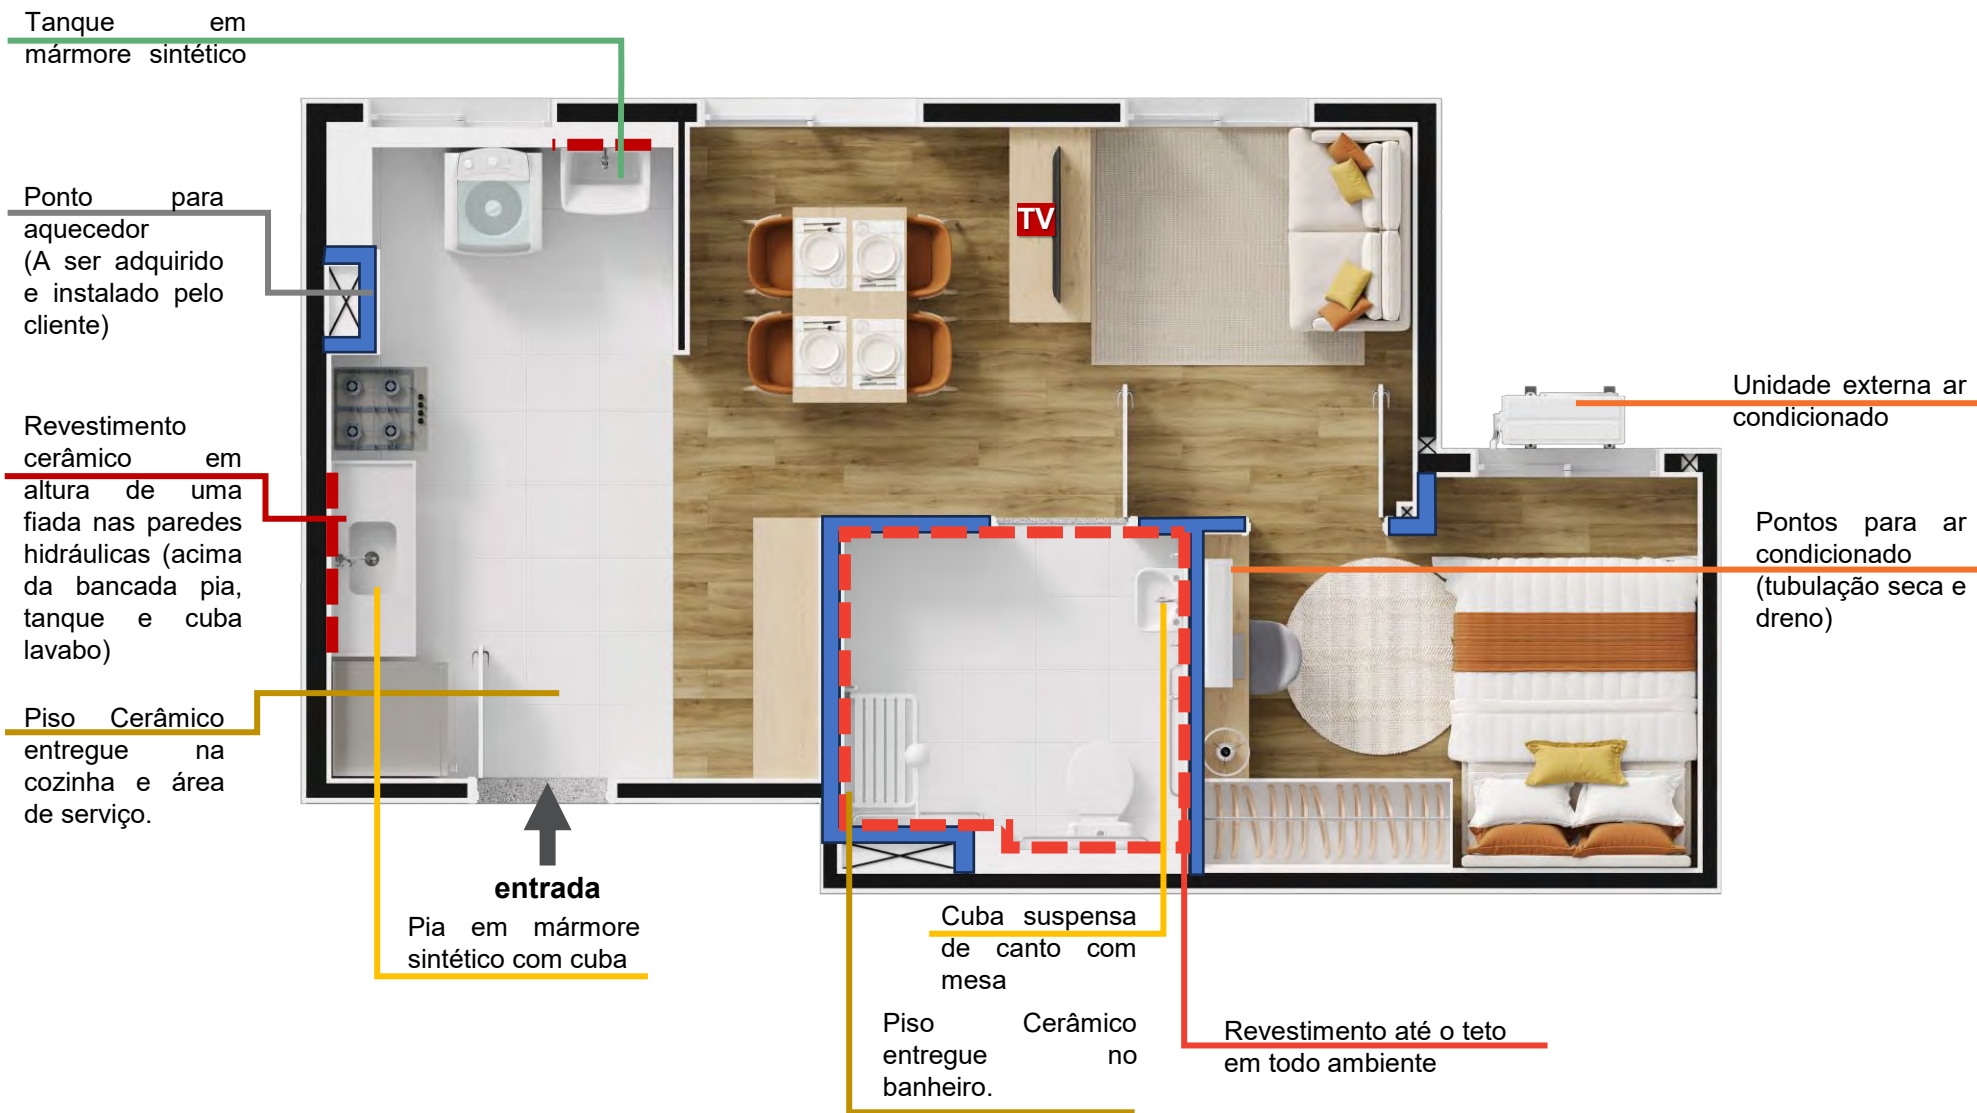 Tanque em
mármore sintético
Ponto para
aquecedor
(A ser adquirido
e instalado pelo
cliente)
Revestimento
cerâmico em
altura de uma
fiada nas paredes
hidráulicas (acima
da bancada pia,
tanque e cuba
lavabo)
Piso Cerâmico
entregue na
cozinha e área
de serviço.
TV
Unidade externa ar
condicionado
Pontos para ar
condicionado
(tubulação seca e
dreno)
entrada
Pia em mármore
sintético com cuba
Cuba suspensa
de canto com
mesa
Piso Cerâmico
entregue no
banheiro.
Revestimento até o teto
em todo ambiente